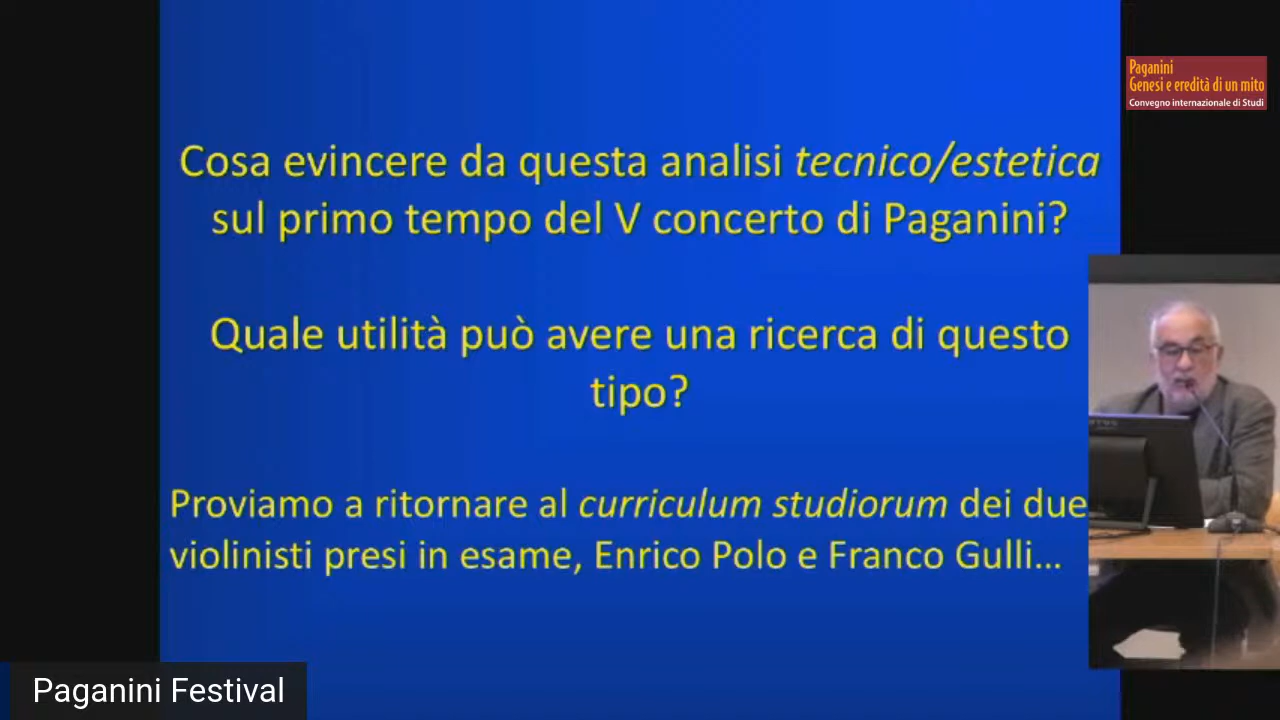 Paganini
Genesi e eredità di un mito
Convegno internazionale di Studi
Cosa evincere da questa analisi tecnico/estetica
sul primo tempo del V concerto di Paganini?
Quale utilità può avere una ricerca di questo
tipo?
Proviamo a ritornare al curriculum studiorum dei due
violinisti presi in esame, Enrico Polo e Franco Gulli...
Paganini Festival